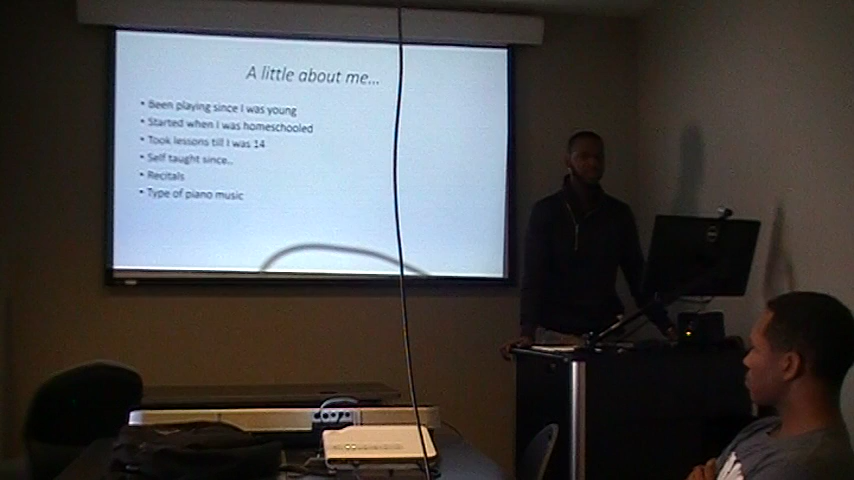 A little about me...
• Been playing since I was young
• Started when I was homeschooled
• Took lessons till I was 14
• Self taught since..
• Recitals
• Type of piano music